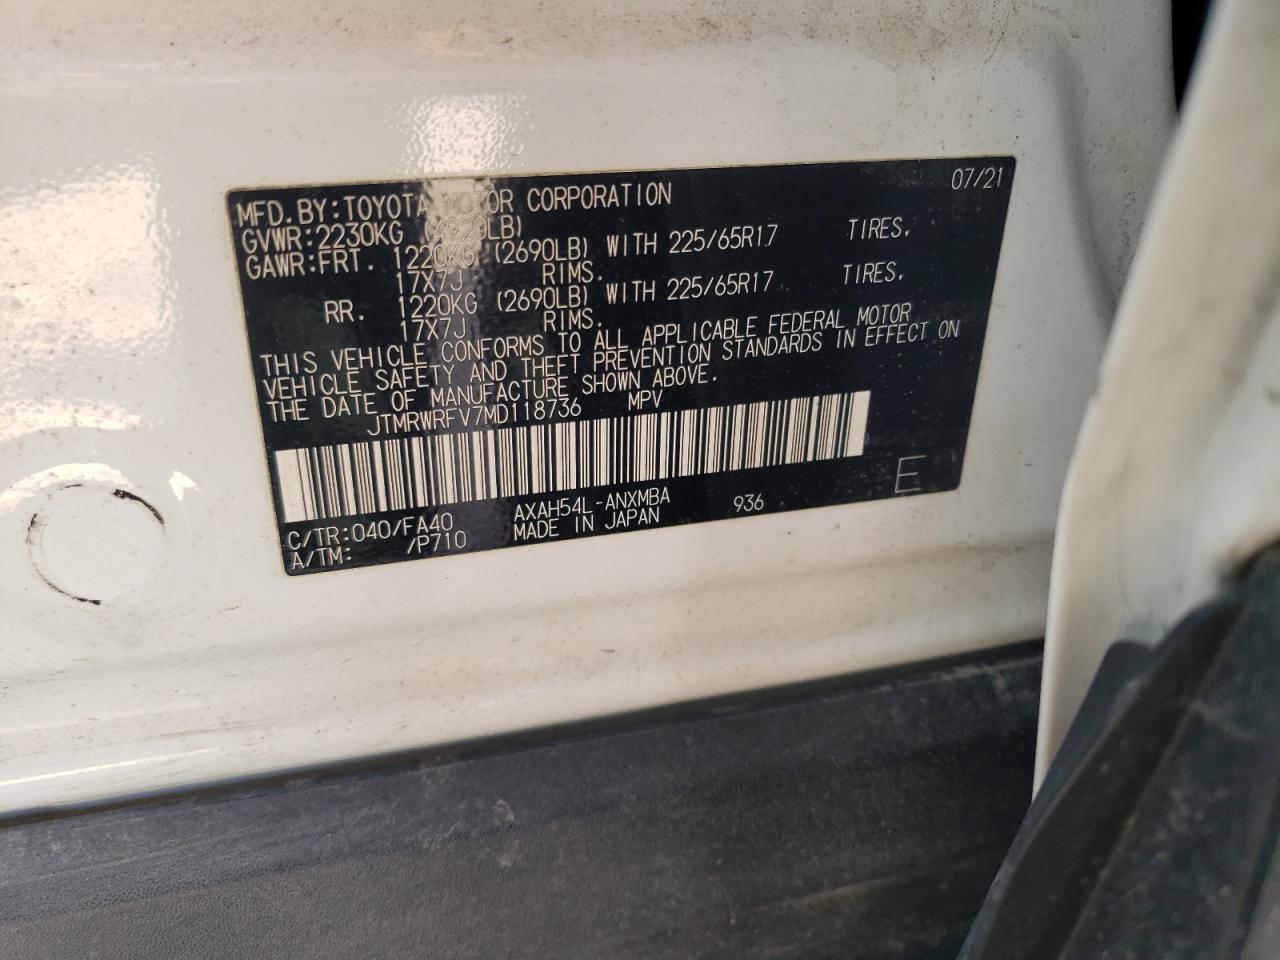 07/21
MFD. BY: TOYOTA MOTOR CORPORATION
GVWR: 2230KG (4920LB)
GAWR: FRT. 1220KG (2690LB) WITH 225/65R17 TIRES.
17X7J RIMS.
RR. 1220KG (2690LB) WITH 225/65R17 TIRES.
17X7J RIMS.
THIS VEHICLE CONFORMS TO ALL APPLICABLE FEDERAL MOTOR
VEHICLE SAFETY AND THEFT PREVENTION STANDARDS IN EFFECT ON
THE DATE OF MANUFACTURE SHOWN ABOVE.
JTMRWRFV7MD118736 MPV
C/TR: 040/FA40 AXAH54L-ANXMBA 936 E
A/TM: /P710 MADE IN JAPAN